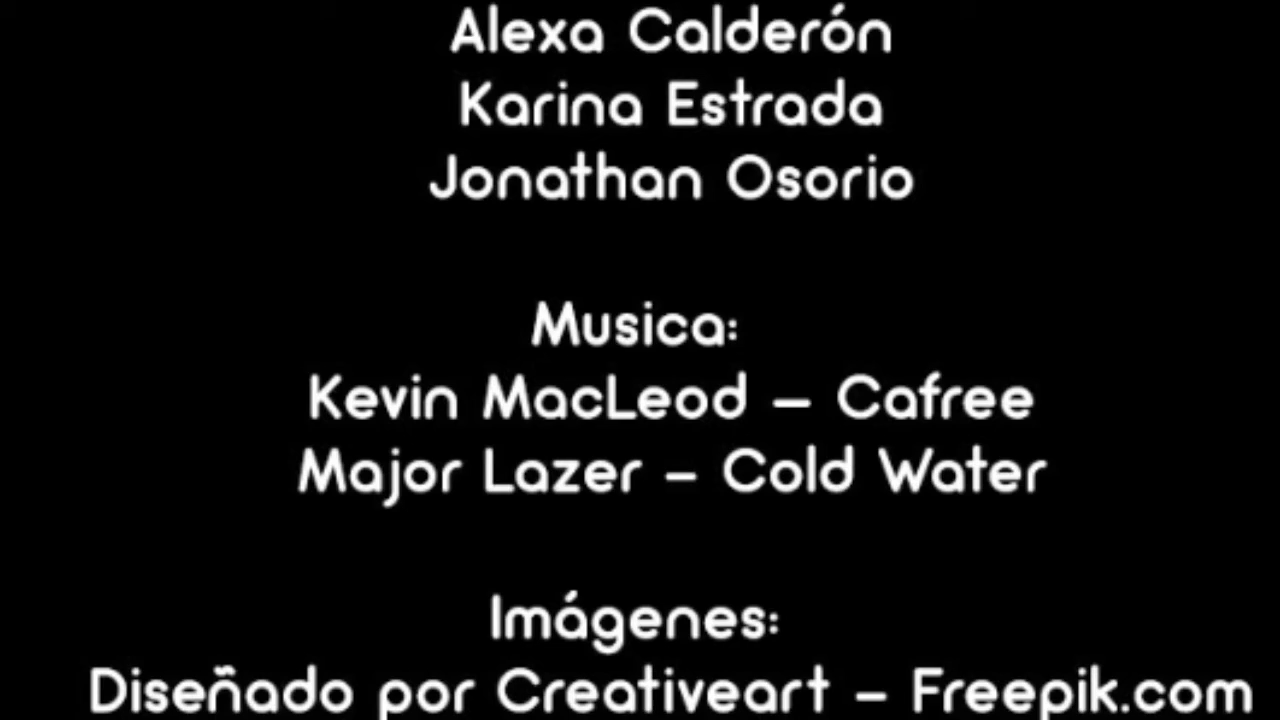 Alexa Calderón
Karina Estrada
Jonathan Osorio
Musica:
Kevin MacLeod – Cafree
Major Lazer – Cold Water
Imágenes:
Diseñado por Creativeart – Freepik.com